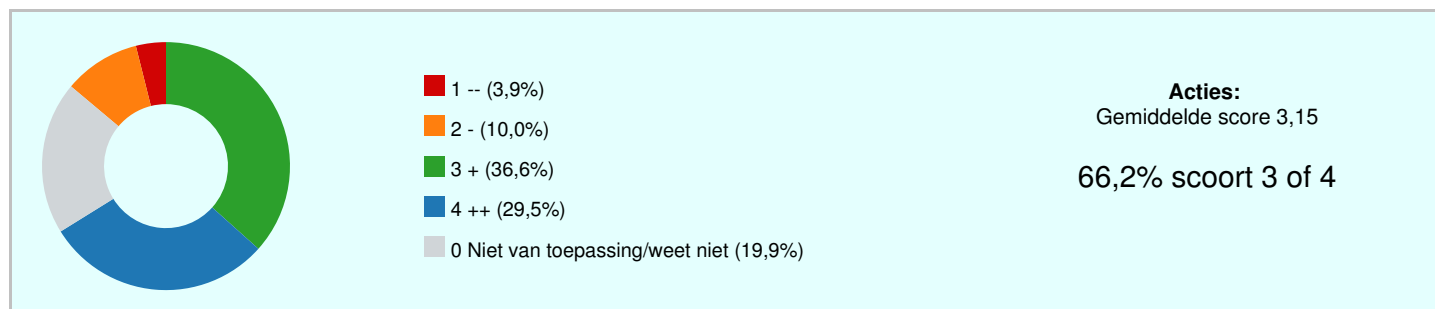 1 -- (3,9%)
2 - (10,0%)
3 + (36,6%)
4 ++ (29,5%)
0 Niet van toepassing/weet niet (19,9%)
Acties:
Gemiddelde score 3,15
66,2% scoort 3 of 4